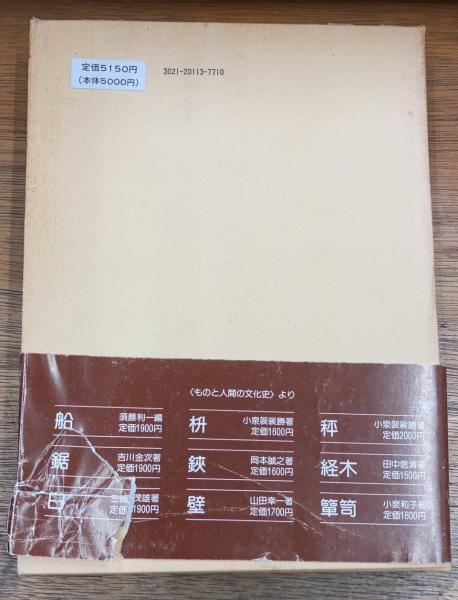 定価5150円
（本体5000円）
3021-20113-7710
〈ものと人間の文化史〉より
船 須藤利一編
定価1900円
枡 小泉袈裟勝著
定価1600円
秤 小泉袈裟勝著
定価2000円
鋸 吉川金次著
定価1900円
鋏 岡本誠之著
定価1600円
経木 田中信清著
定価1500円
臼 茂雄著
1900円
壁 山田幸一著
定価1700円
簞笥 小泉和子著
定価1800円